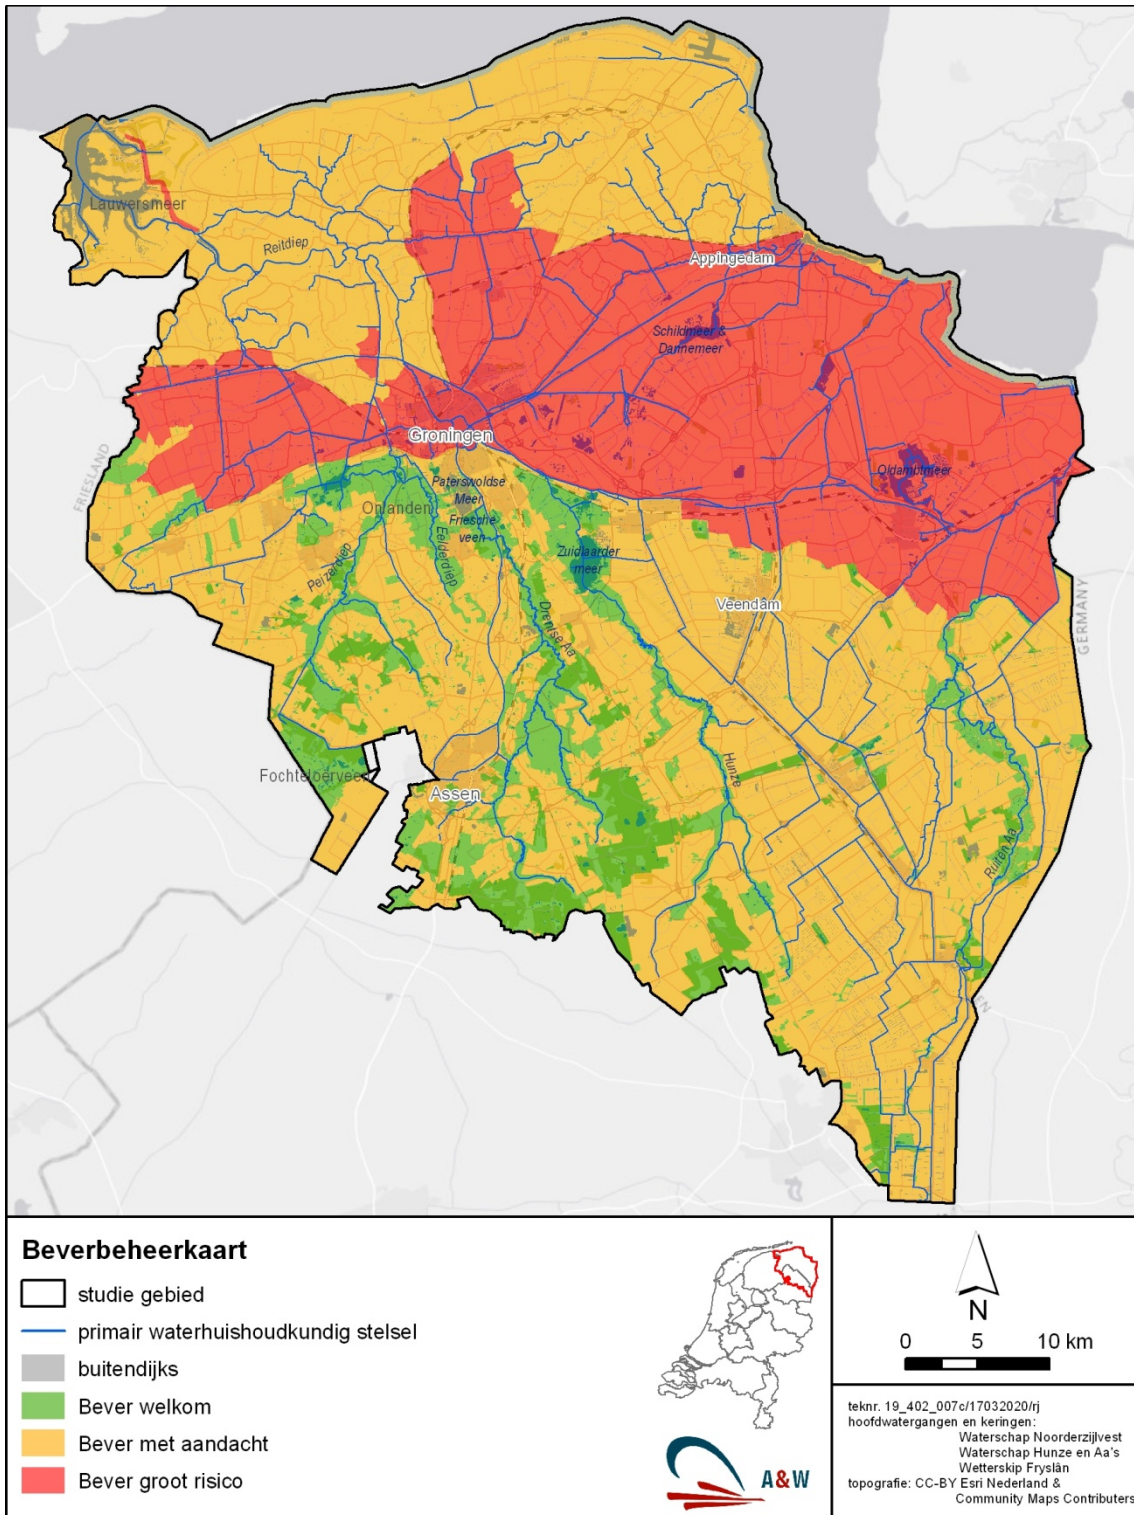 Lauwersmeer
Reitdiep
Appingedam
Schildmeer &
Dannemeer
Groningen
Oldambtmeer
FRIESLAND
Paterswoldse
Meer
Onlanden
Friesche
veen
Eelderdiep
Zuidlaarder
meer
Peizerdiep
Drentse Aa
Veendam
GERMANY
Fochteloërveen
Assen
Hunze
Ruiten Aa
Beverbeheerkaart
studie gebied
primair waterhuishoudkundig stelsel
buitendijks
Bever welkom
Bever met aandacht
Bever groot risico
A&W
N
0 5 10 km
teknr. 19_402_007c/17032020/rj
hoofdwatergangen en keringen:
Waterschap Noorderzijlvest
Waterschap Hunze en Aa's
Wetterskip Fryslân
topografie: CC-BY Esri Nederland &
Community Maps Contributers